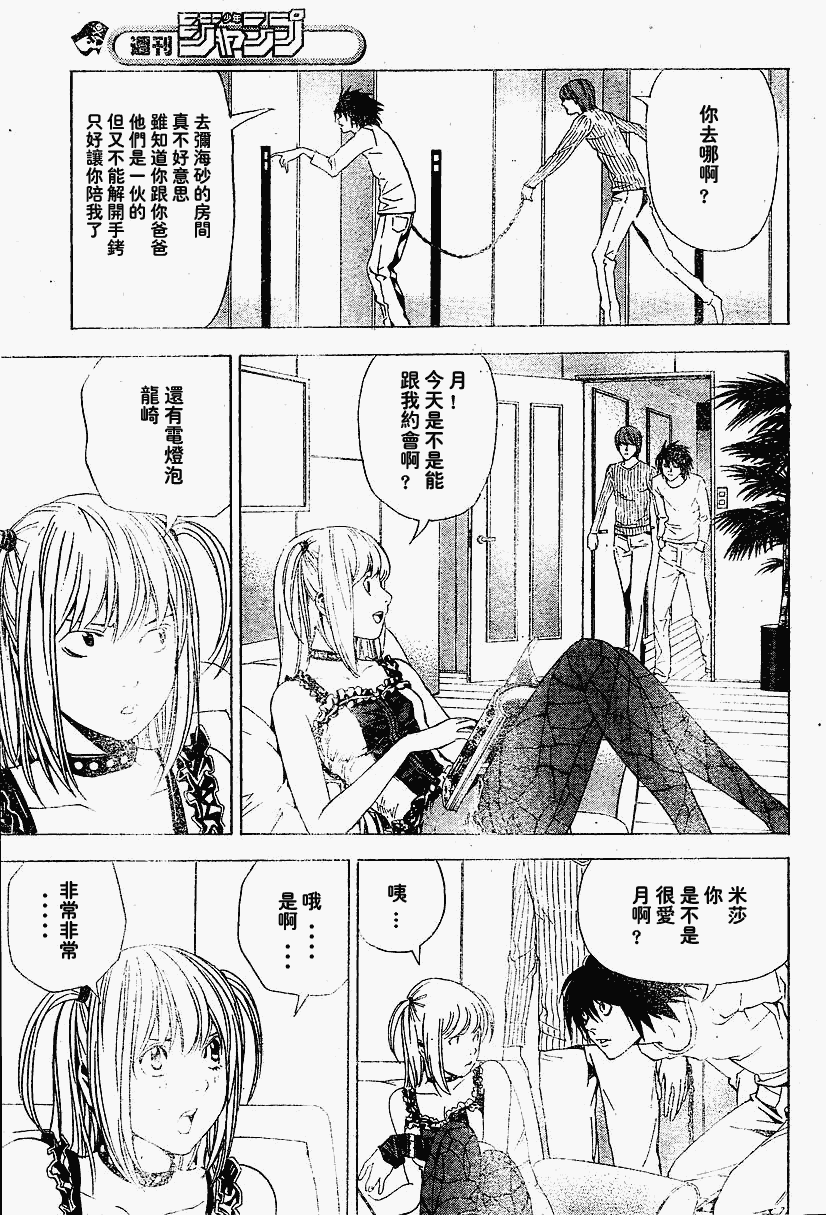 週刊
少年
ジャンプ
你去哪啊？
去彌海砂的房間
真不好意思
雖知道你跟你爸爸
他們是一伙的
但又不能解開手銬
只好讓你陪我了
月！
今天是不是能
跟我約會啊？
還有電燈泡
龍崎
米莎
你
是不是
很愛
月啊？
咦…
哦…．
是啊…
非常非常
．．．．．